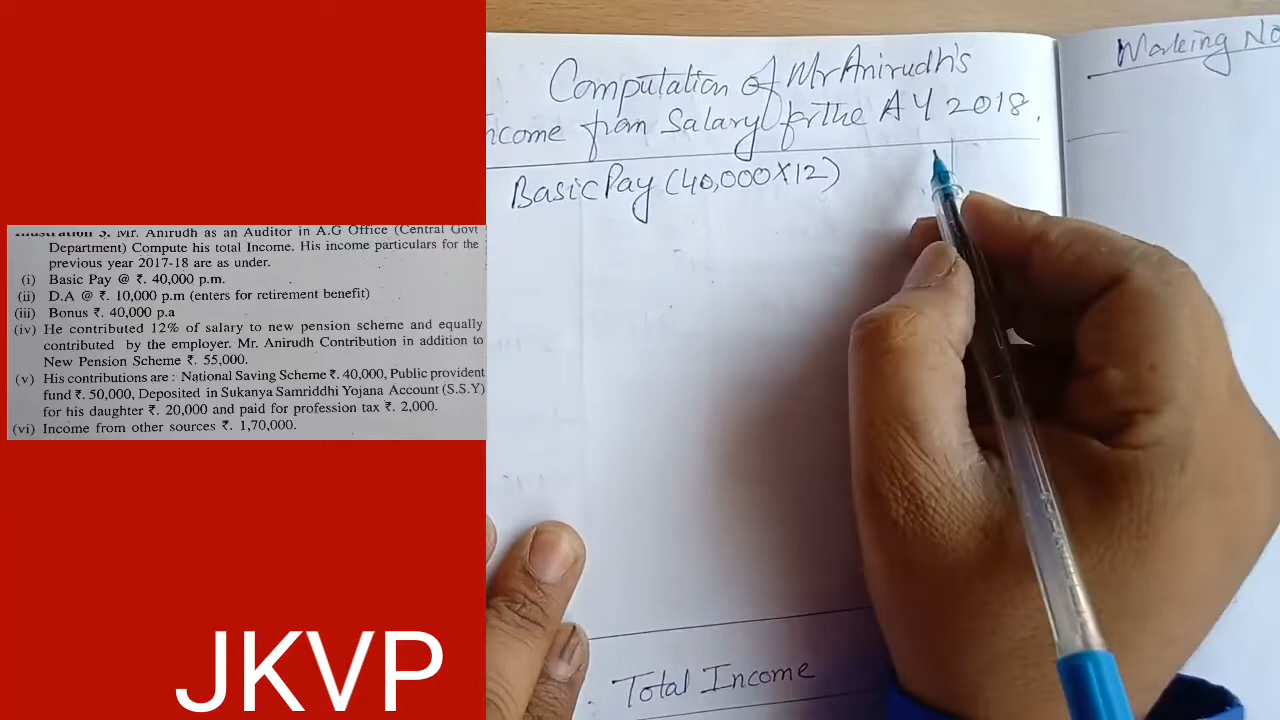 Illustration 3. Mr. Anirudh as an Auditor in A.G Office (Central Govt
Department) Compute his total Income. His income particulars for the
previous year 2017-18 are as under.
(i) Basic Pay @ ₹. 40,000 p.m.
(ii) D.A @ ₹. 10,000 p.m (enters for retirement benefit)
(iii) Bonus ₹. 40,000 p.a
(iv) He contributed 12% of salary to new pension scheme and equally
contributed by the employer. Mr. Anirudh Contribution in addition to
New Pension Scheme ₹. 55,000.
(v) His contributions are : National Saving Scheme ₹. 40,000, Public provident
fund ₹. 50,000, Deposited in Sukanya Samriddhi Yojana Account (S.S.Y)
for his daughter ₹. 20,000 and paid for profession tax ₹. 2,000.
(vi) Income from other sources ₹. 1,70,000.
JKVP
Computation of Mr Anirudh's
ncome from Salary for the A Y 2018.
Basic Pay (40,000×12)
Total Income
Working No